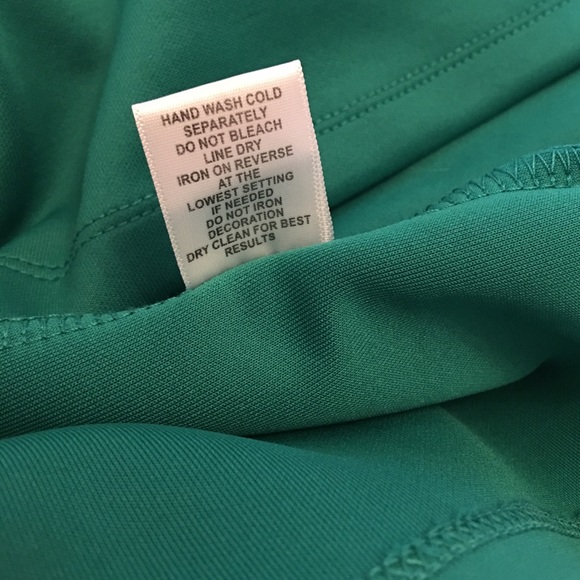 HAND WASH COLD
SEPARATELY
DO NOT BLEACH
LINE DRY
IRON ON REVERSE
AT THE
LOWEST SETTING
IF NEEDED
DO NOT IRON
DECORATION
DRY CLEAN FOR BEST
RESULTS